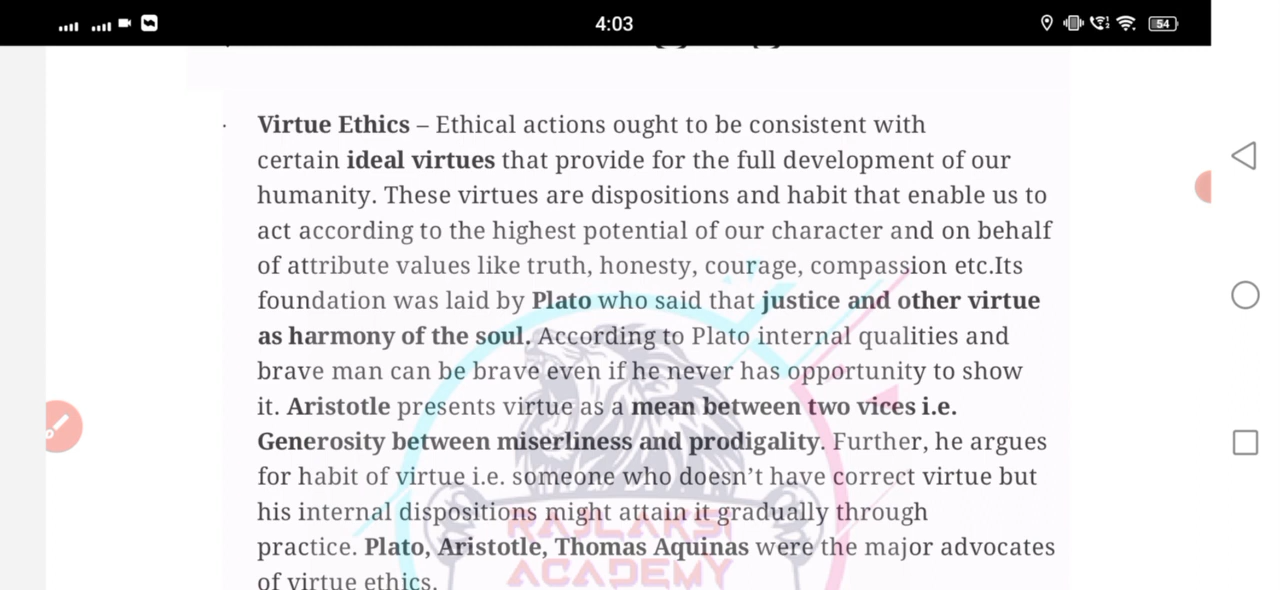 4:03
54
Virtue Ethics – Ethical actions ought to be consistent with
certain ideal virtues that provide for the full development of our
humanity. These virtues are dispositions and habit that enable us to
act according to the highest potential of our character and on behalf
of attribute values like truth, honesty, courage, compassion etc.Its
foundation was laid by Plato who said that justice and other virtue
as harmony of the soul. According to Plato internal qualities and
brave man can be brave even if he never has opportunity to show
it. Aristotle presents virtue as a mean between two vices i.e.
Generosity between miserliness and prodigality. Further, he argues
for habit of virtue i.e. someone who doesn’t have correct virtue but
his internal dispositions might attain it gradually through
practice. Plato, Aristotle, Thomas Aquinas were the major advocates
of virtue ethics.
RAJLAKSI
ACADEMY